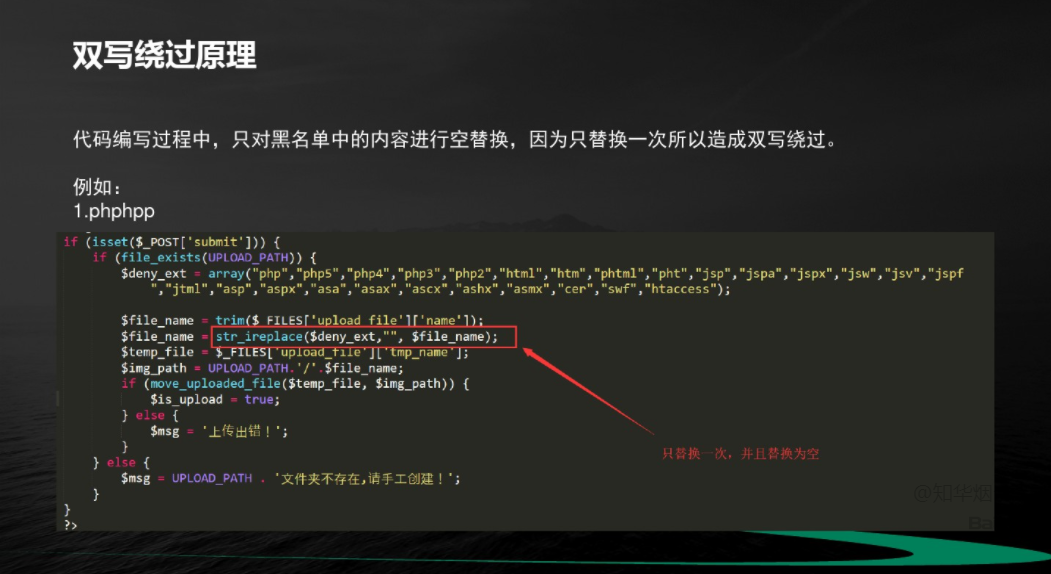 双写绕过原理
代码编写过程中，只对黑名单中的内容进行空替换，因为只替换一次所以造成双写绕过。
例如：
1.phphpp
if (isset($_POST['submit'])) {
if (file_exists(UPLOAD_PATH)) {
$deny_ext = array("php","php5","php4","php3","php2","html","htm","phtml","pht","jsp","jspa","jspx","jsw","jsv","jspf
","jtml","asp","aspx","asa","asax","ascx","ashx","asmx","cer","swf","htaccess");
$file_name = trim($_FILES['upload_file']['name']);
$file_name = str_ireplace($deny_ext,"", $file_name);
$temp_file = $_FILES['upload_file']['tmp_name'];
$img_path = UPLOAD_PATH.'/'.$file_name;
if (move_uploaded_file($temp_file, $img_path)) {
$is_upload = true;
} else {
$msg = '上传出错！';
}
} else {
$msg = UPLOAD_PATH . '文件夹不存在,请手工创建！';
}
}
?>
只替换一次，并且替换为空
@知华烟
Ba